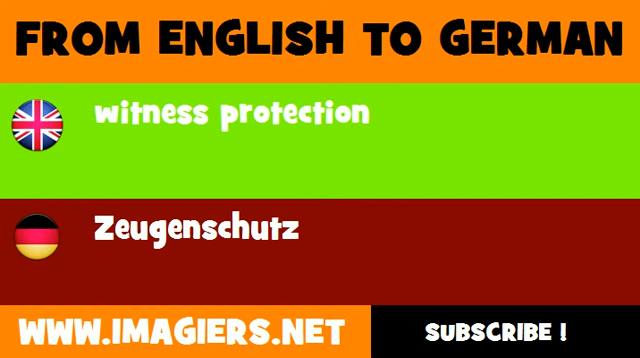 FROM ENGLISH TO GERMAN
witness protection
Zeugenschutz
WWW.IMAGIERS.NET
SUBSCRIBE !